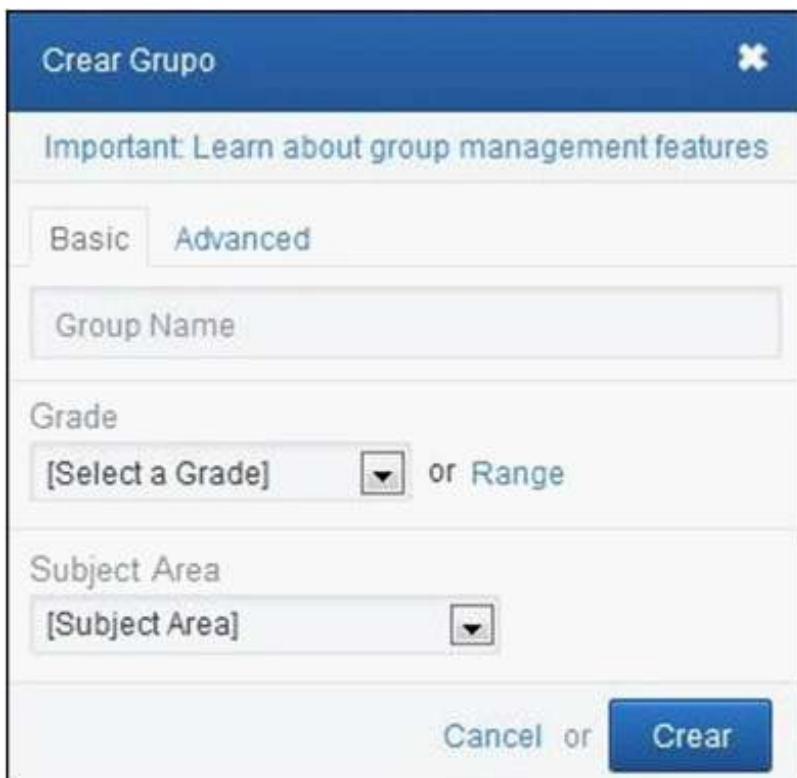 Crear Grupo
Important: Learn about group management features
Basic Advanced
Group Name
Grade
[Select a Grade] or Range
Subject Area
[Subject Area]
Cancel or Crear